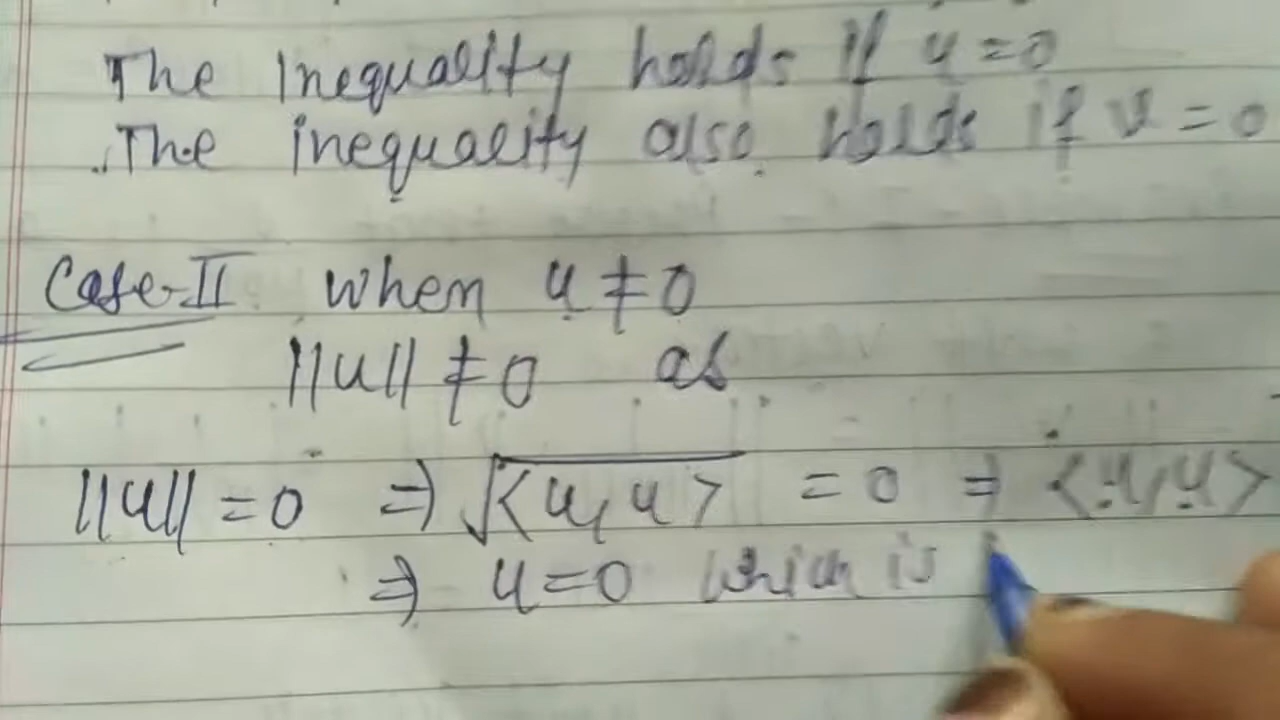 The inequality holds if u = 0
The inequality also holds if v = 0
Case-II when u ≠ 0
||u|| ≠ 0 as
||u|| = 0 ⇒ √<u, u> = 0 ⇒ <u, u>
⇒ u = 0 which is